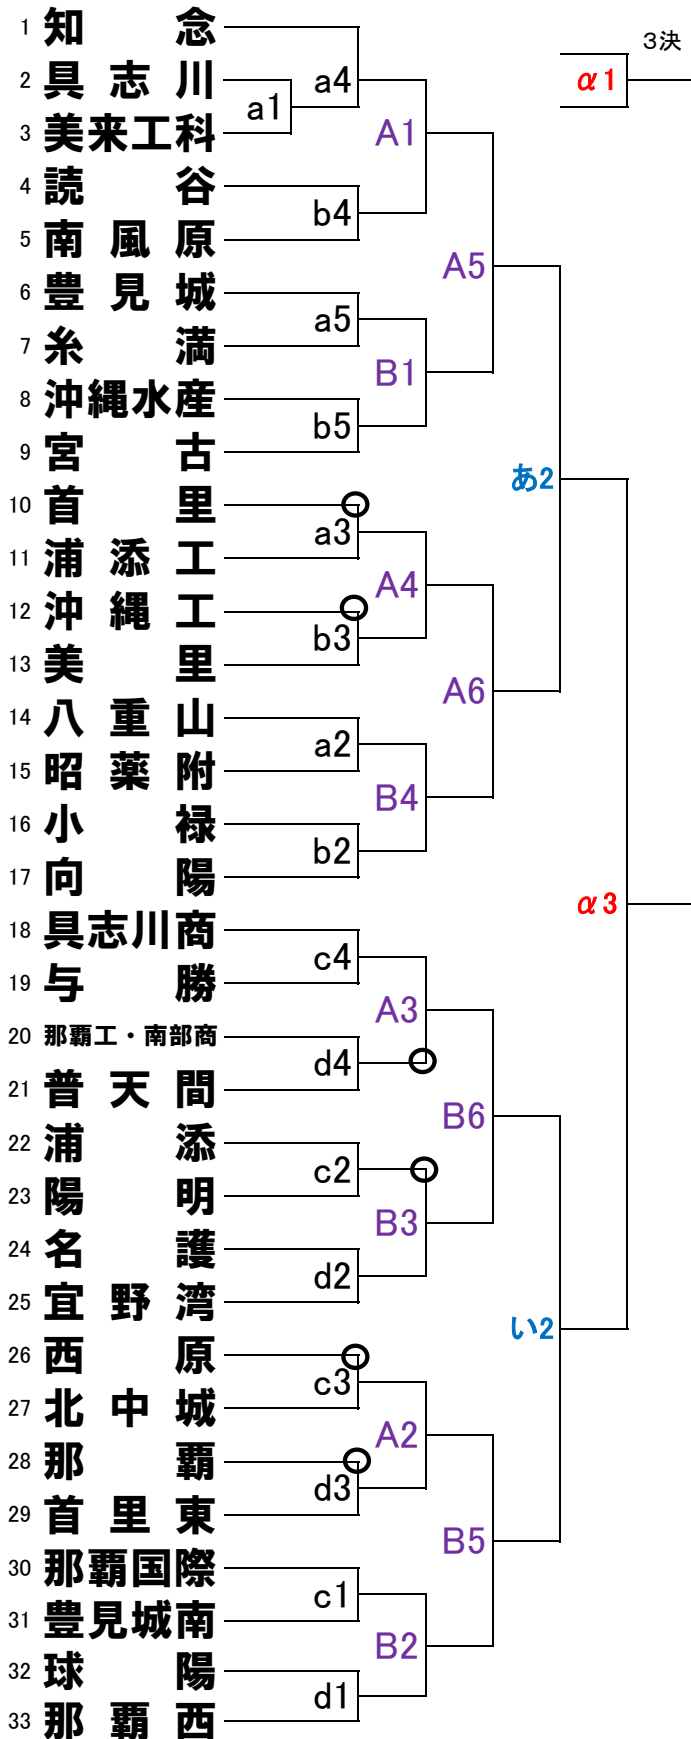 3決
1 知念
2 具志川
3 美来工科
4 読谷
5 南風原
6 豊見城
7 糸満
8 沖縄水産
9 宮古
10 首里
11 浦添工
12 沖縄工
13 美里
14 八重山
15 昭薬附
16 小禄
17 向陽
18 具志川商
19 与勝
20 那覇工・南部商
21 普天間
22 浦添
23 陽明
24 名護
25 宜野湾
26 西原
27 北中城
28 那覇
29 首里東
30 那覇国際
31 豊見城南
32 球陽
33 那覇西
a1
a4
b4
a5
b5
a3
b3
a2
b2
c4
d4
c2
d2
c3
d3
c1
d1
A1
B1
A4
B4
A3
B3
A2
B2
A5
A6
B6
B5
あ2
い2
α1
α3